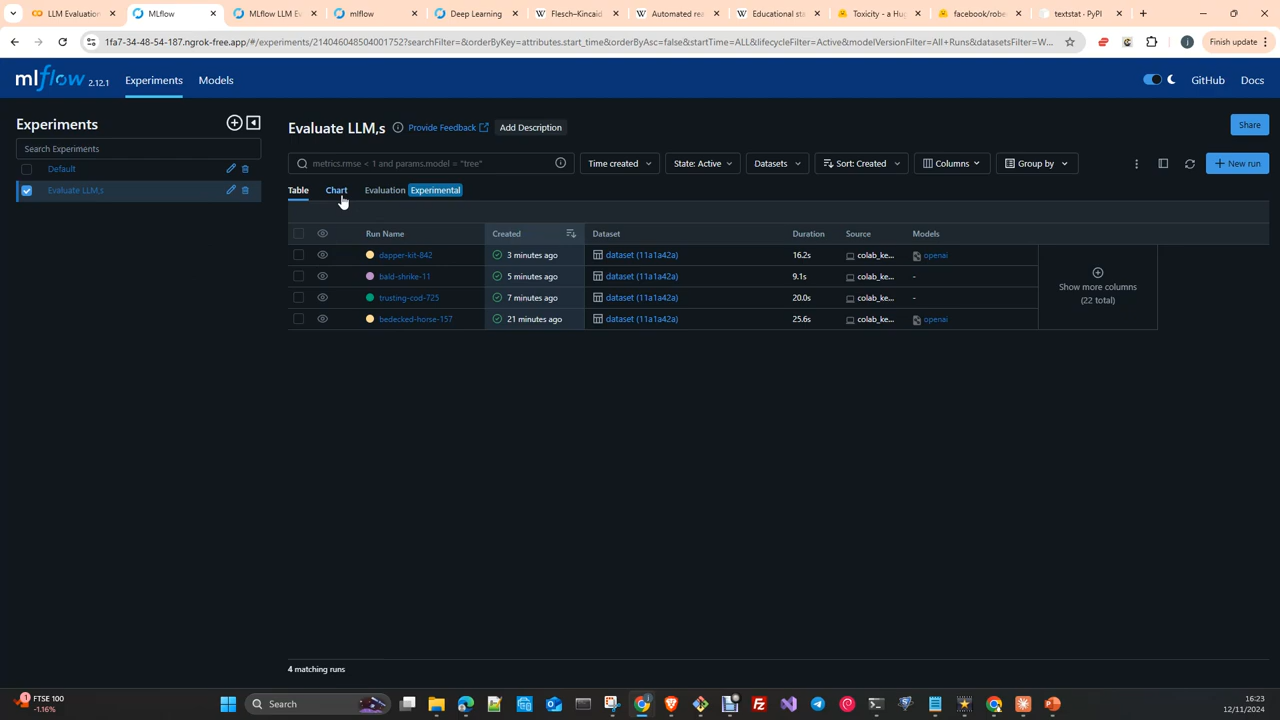 LLM Evaluation
MLflow
MLflow LLM E
mlflow
Deep Learning
Flesch–Kincaid
Automated rea
Educational sta
Toxicity - a Hug
facebook/robe
textstat · PyPI
1fa7-34-48-54-187.ngrok-free.app/#/experiments/214046048504001752?searchFilter=&orderByKey=attributes.start_time&orderByAsc=false&startTime=ALL&lifecycleFilter=Active&modelVersionFilter=All+Runs&datasetsFilter=W...
Finish update
mlflow 2.12.1
Experiments
Models
GitHub
Docs
Experiments
Search Experiments
Default
Evaluate LLM,s
Evaluate LLM,s
Provide Feedback
Add Description
Share
metrics.rmse < 1 and params.model = "tree"
Time created
State: Active
Datasets
Sort: Created
Columns
Group by
New run
Table
Chart
Evaluation
Experimental
Run Name
Created
Dataset
Duration
Source
Models
dapper-kit-842
3 minutes ago
dataset (11a1a42a)
16.2s
colab_ke...
openai
bald-shrike-11
5 minutes ago
dataset (11a1a42a)
9.1s
colab_ke...
-
trusting-cod-725
7 minutes ago
dataset (11a1a42a)
20.0s
colab_ke...
-
bedecked-horse-157
21 minutes ago
dataset (11a1a42a)
25.6s
colab_ke...
openai
Show more columns
(22 total)
4 matching runs
1
FTSE 100
-1.16%
Search
16:23
12/11/2024